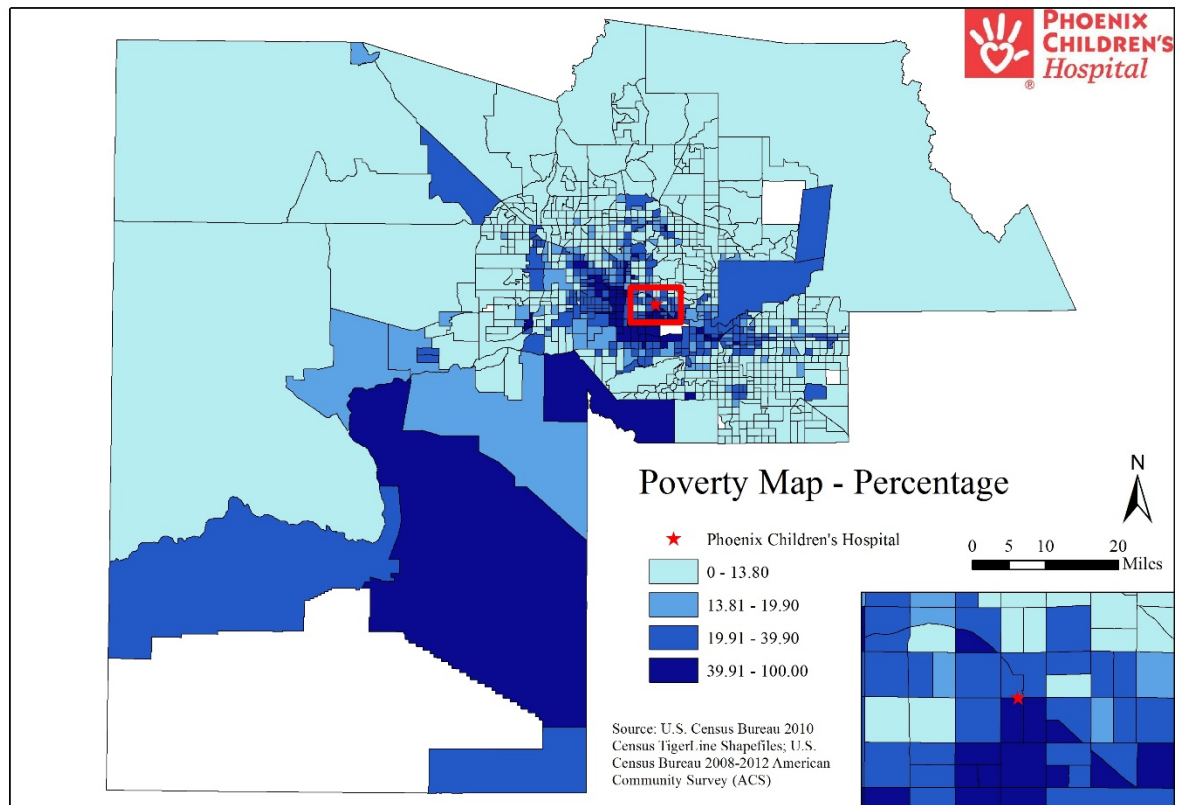 PHOENIX
CHILDREN'S
Hospital
®
Poverty Map - Percentage
N
Phoenix Children's Hospital
0 - 13.80
13.81 - 19.90
19.91 - 39.90
39.91 - 100.00
0 5 10 20
Miles
Source: U.S. Census Bureau 2010
Census TigerLine Shapefiles; U.S.
Census Bureau 2008-2012 American
Community Survey (ACS)